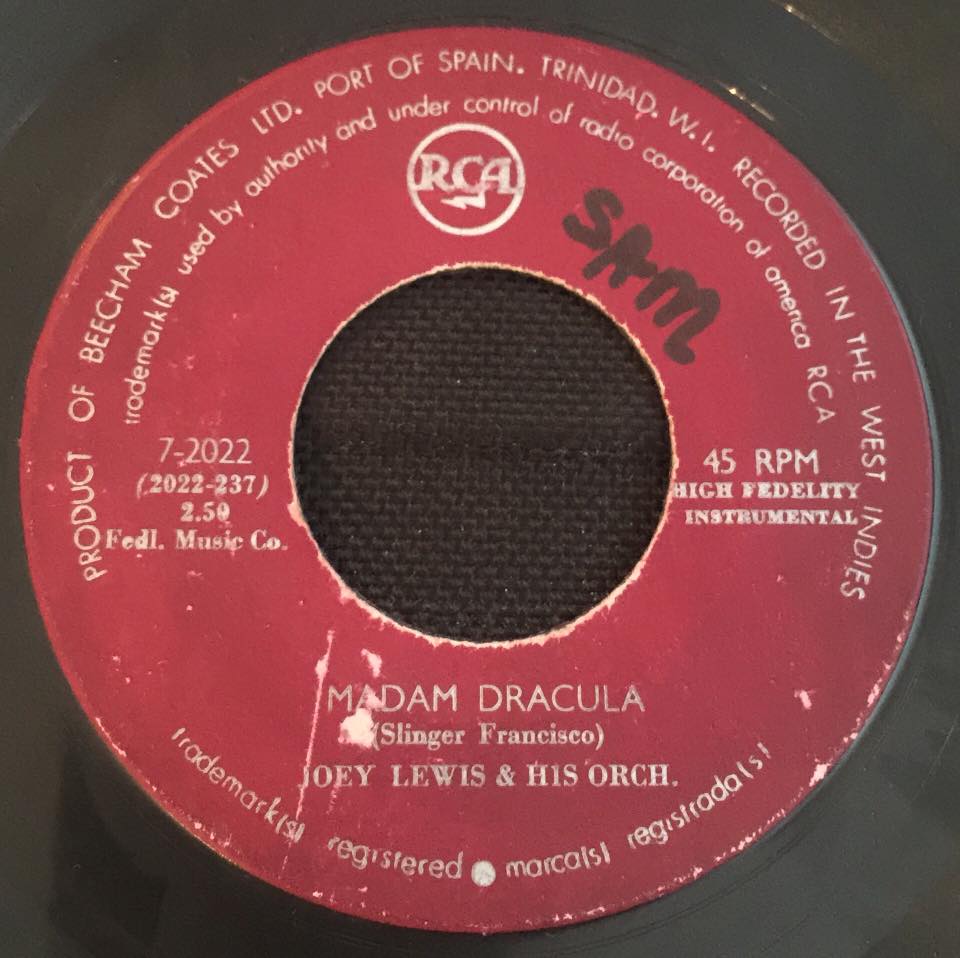 PRODUCT OF BEECHAM COATES LTD. PORT OF SPAIN. TRINIDAD. W.I. RECORDED IN THE WEST INDIES
trademark(s) used by authority and under control of radio corporation of america RCA
RCA
SAM
7-2022
(2022-237)
2.50
Fedl. Music Co.
45 RPM
HIGH FEDELITY
INSTRUMENTAL
MADAM DRACULA
(Slinger Francisco)
JOEY LEWIS & HIS ORCH.
trademark(s) registered ● marca(s) registrada(s)